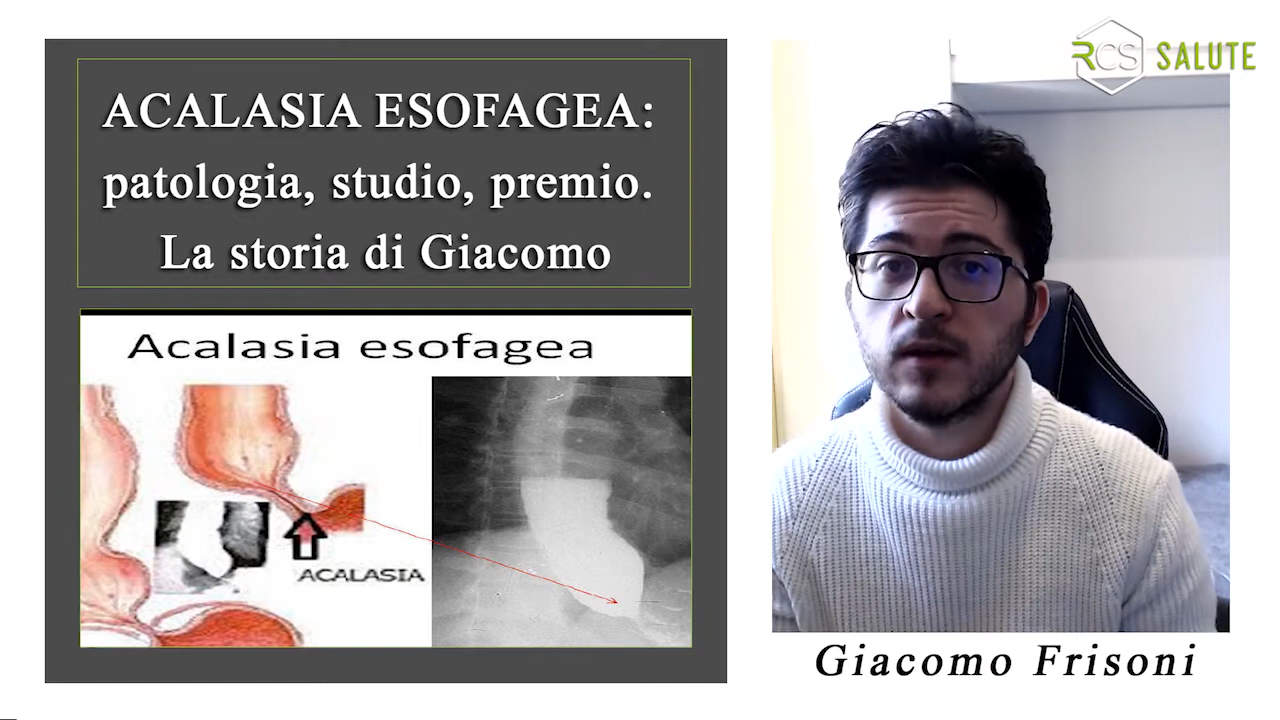 ACALASIA ESOFAGEA:
patologia, studio, premio.
La storia di Giacomo
Acalasia esofagea
ACALASIA
RCS SALUTE
Giacomo Frisoni